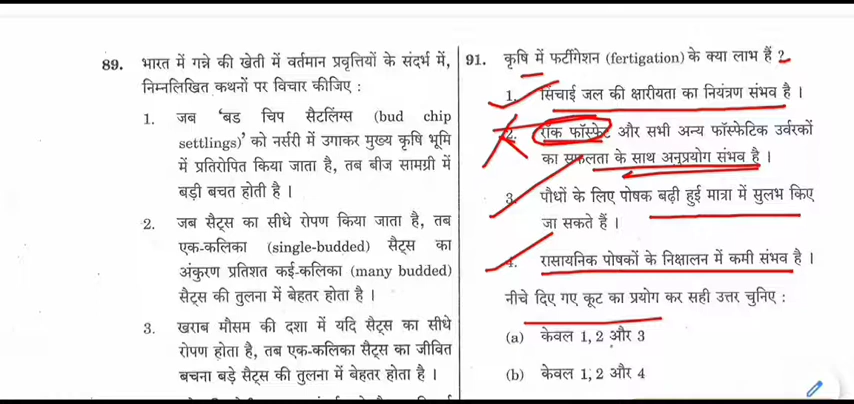 89. भारत में गन्ने की खेती में वर्तमान प्रवृत्तियों के संदर्भ में,
निम्नलिखित कथनों पर विचार कीजिए :
1. जब 'बड चिप सैटलिंग्स (bud chip
settlings)' को नर्सरी में उगाकर मुख्य कृषि भूमि
में प्रतिरोपित किया जाता है, तब बीज सामग्री में
बड़ी बचत होती है ।
2. जब सैट्स का सीधे रोपण किया जाता है, तब
एक-कलिका (single-budded) सैट्स का
अंकुरण प्रतिशत कई-कलिका (many budded)
सैट्स की तुलना में बेहतर होता है ।
3. खराब मौसम की दशा में यदि सैट्स का सीधे
रोपण होता है, तब एक-कलिका सैट्स का जीवित
बचना बड़े सैट्स की तुलना में बेहतर होता है ।
91. कृषि में फर्टीगेशन (fertigation) के क्या लाभ हैं ?
1. सिंचाई जल की क्षारीयता का नियंत्रण संभव है ।
2. रॉक फॉस्फेट और सभी अन्य फॉस्फेटिक उर्वरकों
का सफलता के साथ अनुप्रयोग संभव है ।
3. पौधों के लिए पोषक बढ़ी हुई मात्रा में सुलभ किए
जा सकते हैं ।
4. रासायनिक पोषकों के निक्षालन में कमी संभव है ।
नीचे दिए गए कूट का प्रयोग कर सही उत्तर चुनिए :
(a) केवल 1, 2 और 3
(b) केवल 1, 2 और 4